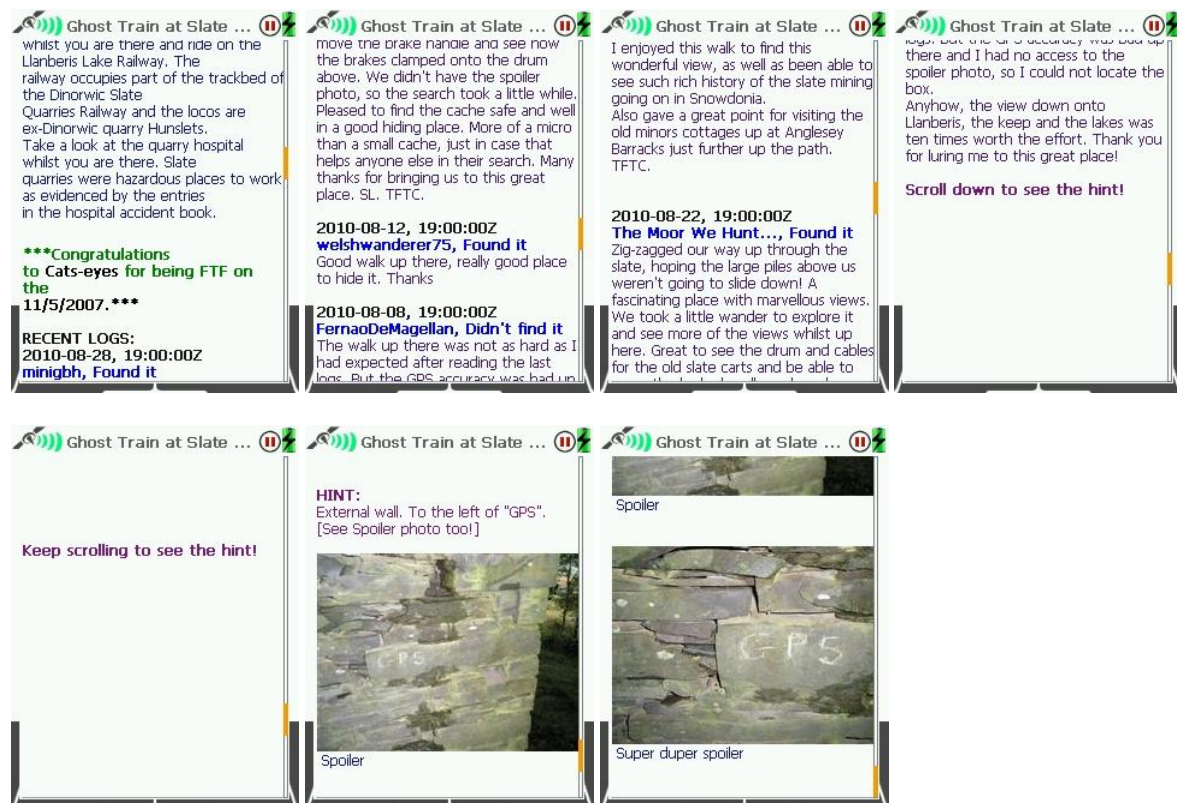 Ghost Train at Slate ...
whilst you are there and ride on the
Llanberis Lake Railway. The
railway occupies part of the trackbed of
the Dinorwic Slate
Quarries Railway and the locos are
ex-Dinorwic quarry Hunslets.
Take a look at the quarry hospital
whilst you are there. Slate
quarries were hazardous places to work
as evidenced by the entries
in the hospital accident book.
***Congratulations
to Cats-eyes for being FTF on
the
11/5/2007.***
RECENT LOGS:
2010-08-28, 19:00:00Z
minigbh, Found it
Ghost Train at Slate ...
move the brake handle and see how
the brakes clamped onto the drum
above. We didn't have the spoiler
photo, so the search took a little while.
Pleased to find the cache safe and well
in a good hiding place. More of a micro
than a small cache, just in case that
helps anyone else in their search. Many
thanks for bringing us to this great
place. SL. TFTC.
2010-08-12, 19:00:00Z
welshwanderer75, Found it
Good walk up there, really good place
to hide it. Thanks
2010-08-08, 19:00:00Z
FernaoDeMagellan, Didn't find it
The walk up there was not as hard as I
had expected after reading the last
logs. But the GPS accuracy was bad up
Ghost Train at Slate ...
I enjoyed this walk to find this
wonderful view, as well as been able to
see such rich history of the slate mining
going on in Snowdonia.
Also gave a great point for visiting the
old minors cottages up at Anglesey
Barracks just further up the path.
TFTC.
2010-08-22, 19:00:00Z
The Moor We Hunt..., Found it
Zig-zagged our way up through the
slate, hoping the large piles above us
weren't going to slide down! A
fascinating place with marvellous views.
We took a little wander to explore it
and see more of the views whilst up
here. Great to see the drum and cables
for the old slate carts and be able to
Ghost Train at Slate ...
logs. But the GPS accuracy was bad up
there and I had no access to the
spoiler photo, so I could not locate the
box.
Anyhow, the view down onto
Llanberis, the keep and the lakes was
ten times worth the effort. Thank you
for luring me to this great place!
Scroll down to see the hint!
Ghost Train at Slate ...
Keep scrolling to see the hint!
Ghost Train at Slate ...
HINT:
External wall. To the left of "GPS".
[See Spoiler photo too!]
GPS
Spoiler
Ghost Train at Slate ...
Spoiler
GPS
Super duper spoiler